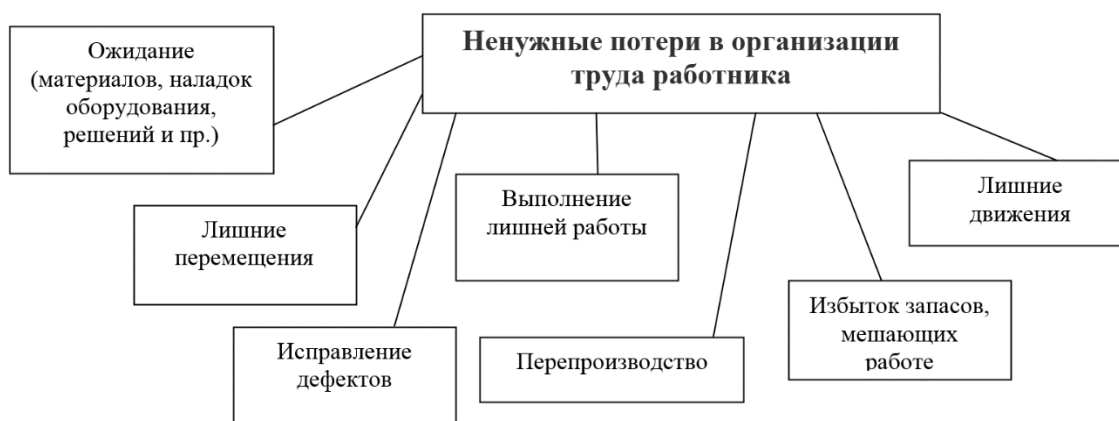 Ненужные потери в организации
труда работника
Ожидание
(материалов, наладок
оборудования,
решений и пр.)
Лишние
перемещения
Исправление
дефектов
Выполнение
лишней работы
Перепроизводство
Избыток запасов,
мешающих
работе
Лишние
движения